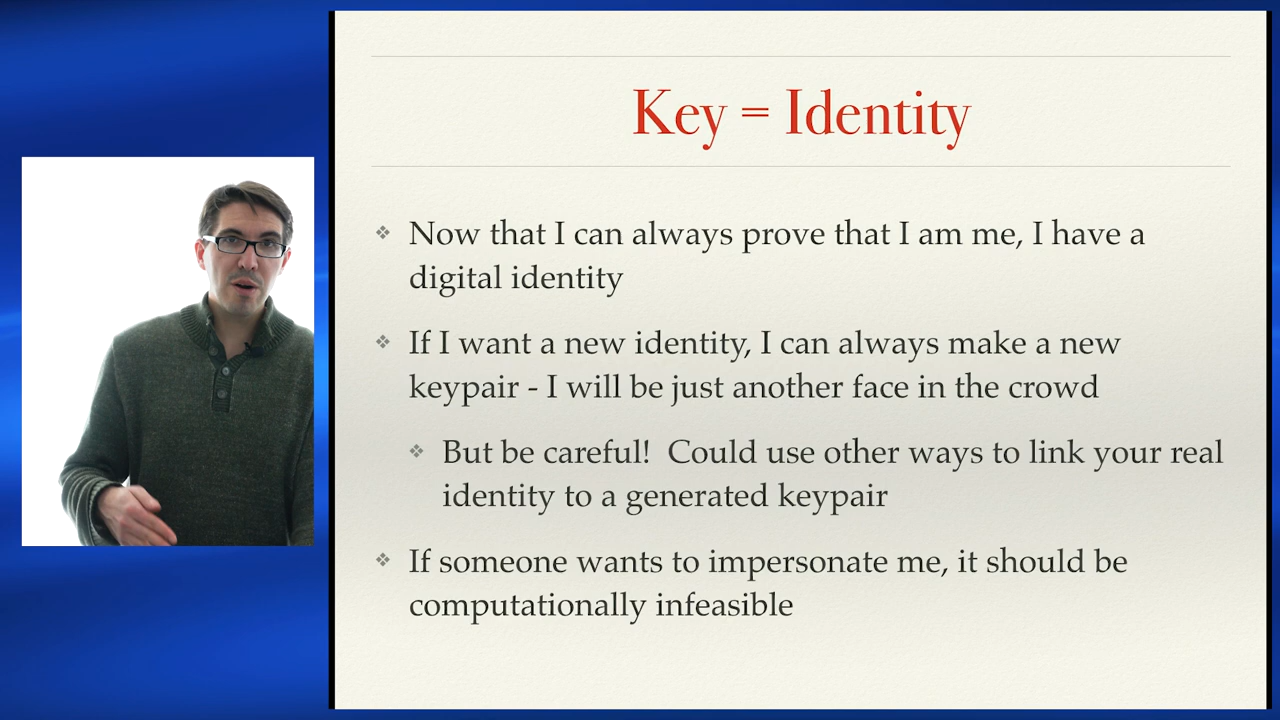 Key = Identity
Now that I can always prove that I am me, I have a
digital identity
If I want a new identity, I can always make a new
keypair - I will be just another face in the crowd
But be careful!  Could use other ways to link your real
identity to a generated keypair
If someone wants to impersonate me, it should be
computationally infeasible